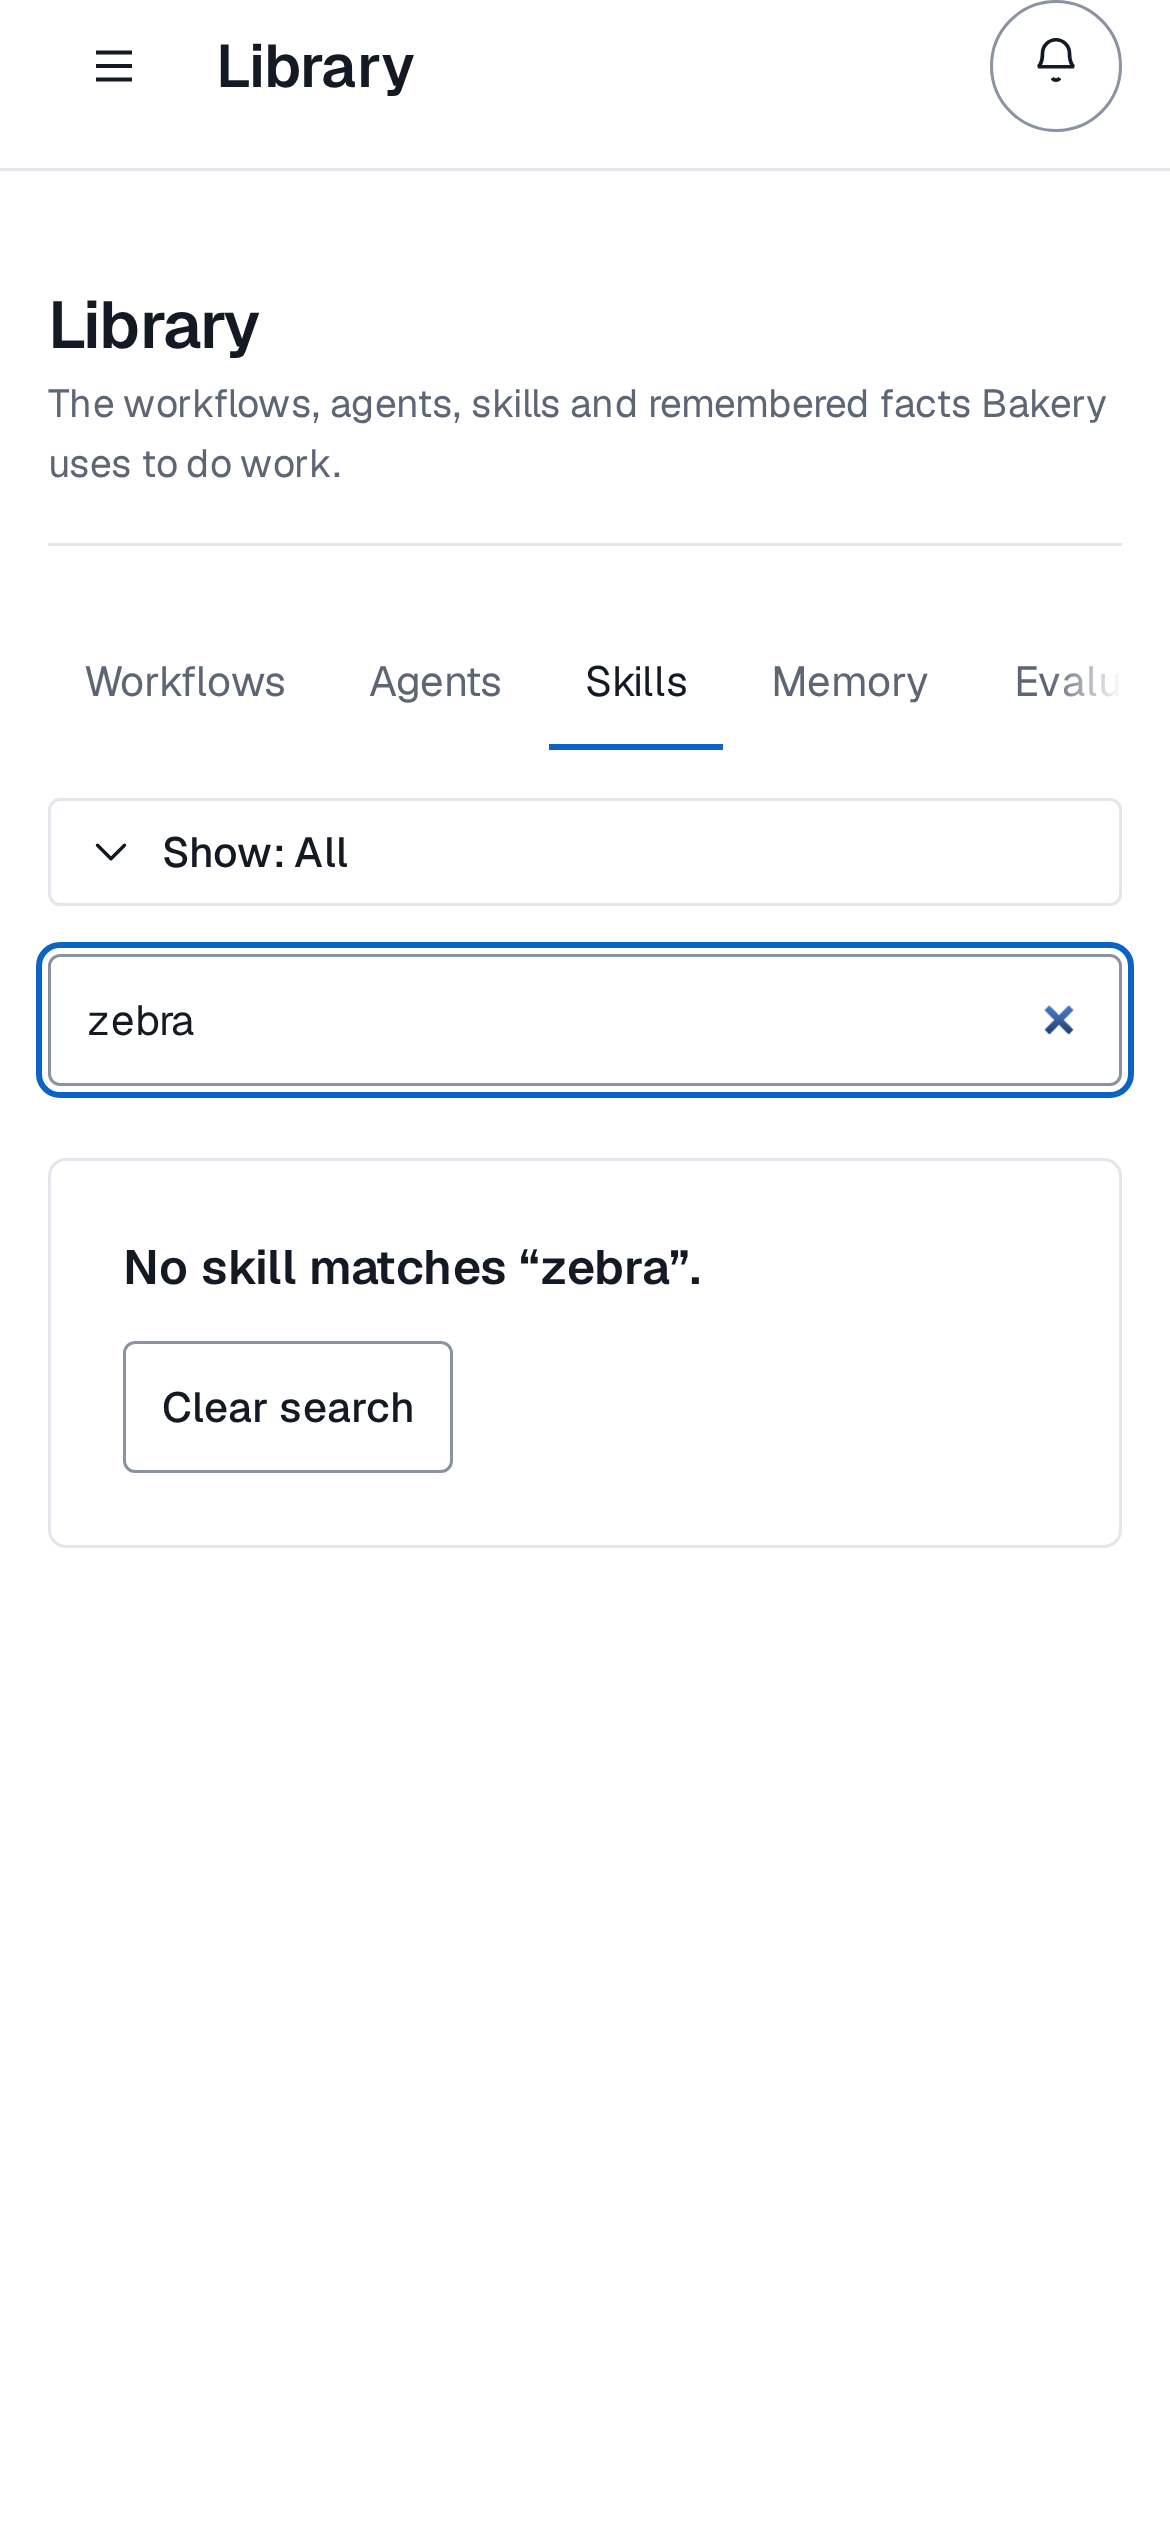 Library
Library
The workflows, agents, skills and remembered facts Bakery
uses to do work.
Workflows Agents Skills Memory Evalu
Show: All
zebra
No skill matches “zebra”.
Clear search